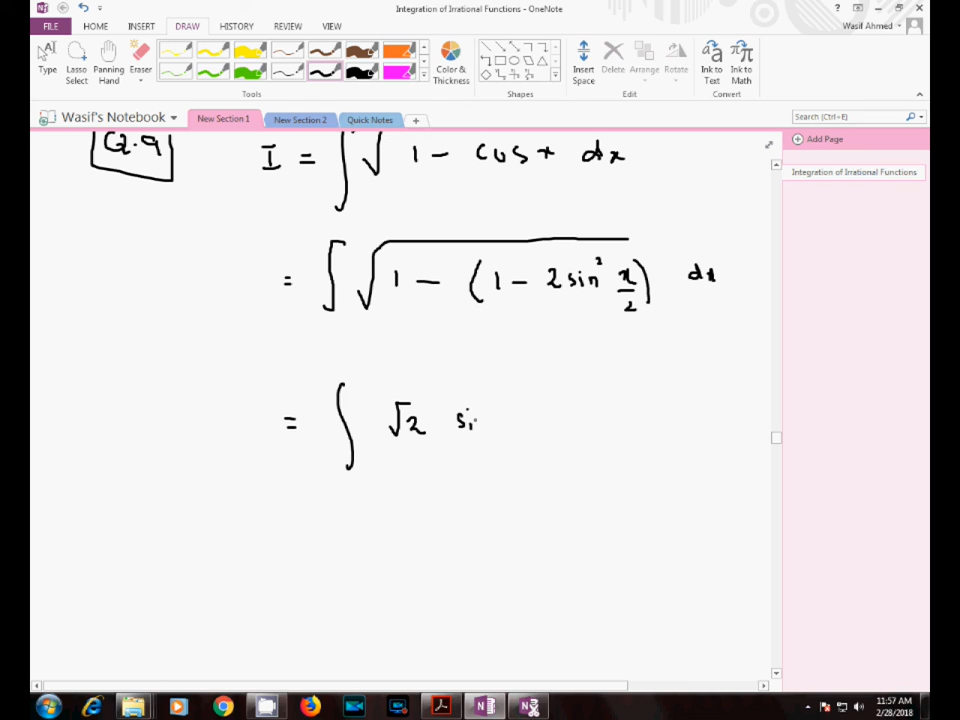 Integration of Irrational Functions - OneNote
FILE HOME INSERT DRAW HISTORY REVIEW VIEW
Wasif Ahmed
Type
Lasso Select
Panning Hand
Eraser
Color & Thickness
Insert Space
Delete
Arrange
Rotate
Ink to Text
Ink to Math
Tools
Shapes
Edit
Convert
Wasif's Notebook
New Section 1
New Section 2
Quick Notes
Search (Ctrl+E)
Add Page
Integration of Irrational Functions
Q.9
I = ∫ √ 1 - cos x dx
= ∫ √ 1 - (1 - 2 sin² x/2) dx
= ∫ √2 si
11:57 AM
2/28/2018